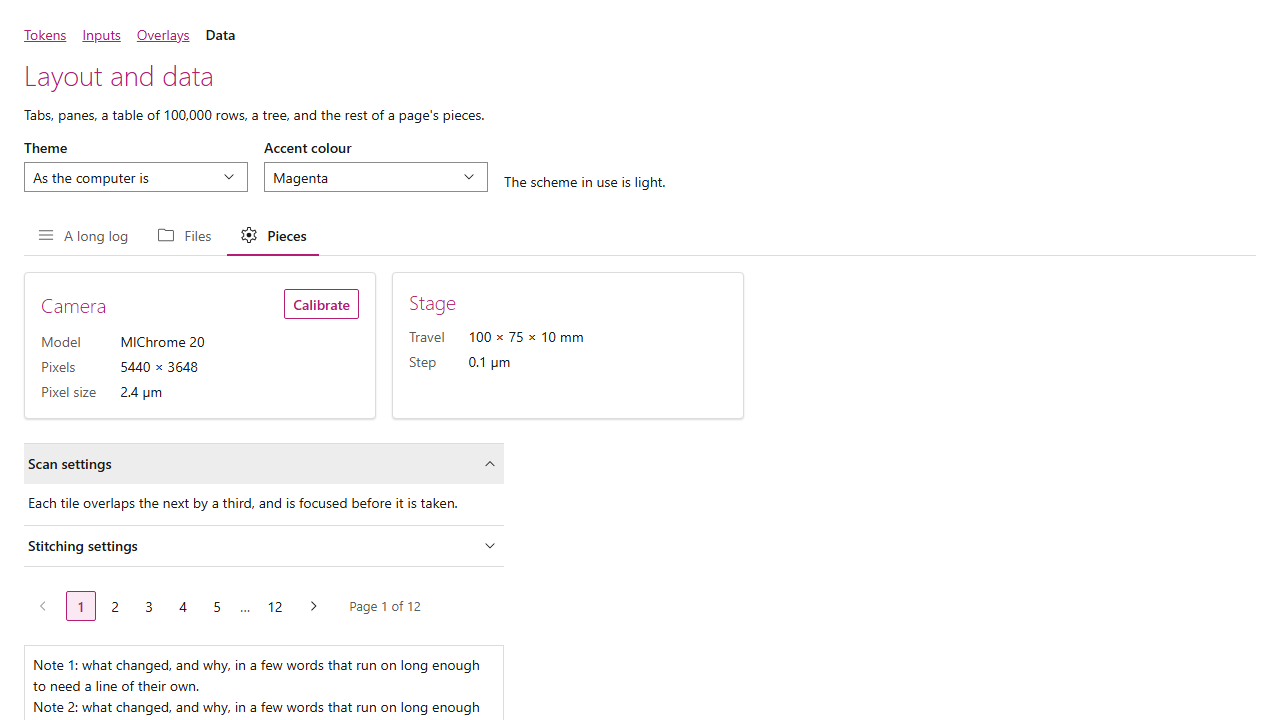 Tokens Inputs Overlays Data
Layout and data
Tabs, panes, a table of 100,000 rows, a tree, and the rest of a page's pieces.
Theme Accent colour
As the computer is Magenta The scheme in use is light.
A long log Files Pieces
Camera Calibrate
Model MIChrome 20
Pixels 5440 × 3648
Pixel size 2.4 µm
Stage
Travel 100 × 75 × 10 mm
Step 0.1 µm
Scan settings
Each tile overlaps the next by a third, and is focused before it is taken.
Stitching settings
1 2 3 4 5 … 12 Page 1 of 12
Note 1: what changed, and why, in a few words that run on long enough
to need a line of their own.
Note 2: what changed, and why, in a few words that run on long enough